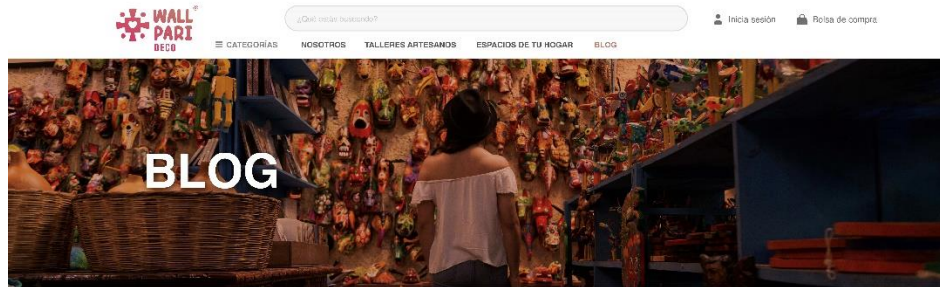 WALL®
PARI
DECO
¿Qué estás buscando?
Inicia sesión
Bolsa de compra
☰ CATEGORÍAS
NOSOTROS
TALLERES ARTESANOS
ESPACIOS DE TU HOGAR
BLOG
BLOG